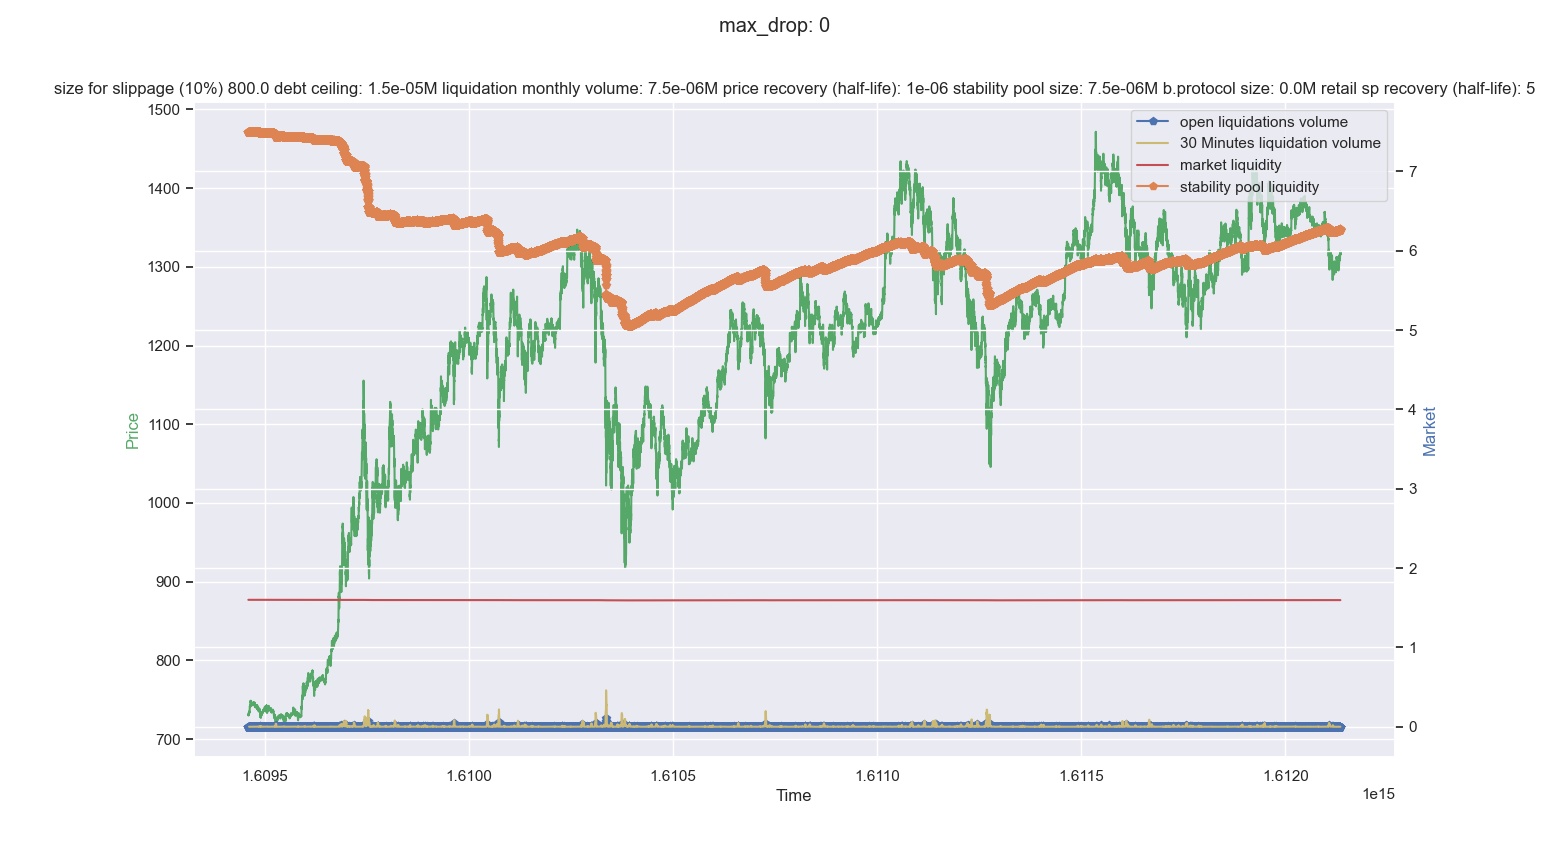 max_drop: 0
size for slippage (10%) 800.0 debt ceiling: 1.5e-05M liquidation monthly volume: 7.5e-06M price recovery (half-life): 1e-06 stability pool size: 7.5e-06M b.protocol size: 0.0M retail sp recovery (half-life): 5
open liquidations volume
30 Minutes liquidation volume
market liquidity
stability pool liquidity
1500
1400
1300
1200
1100
1000
900
800
700
Price
7
6
5
4
3
2
1
0
Market
1.6095 1.6100 1.6105 1.6110 1.6115 1.6120
Time
1e15